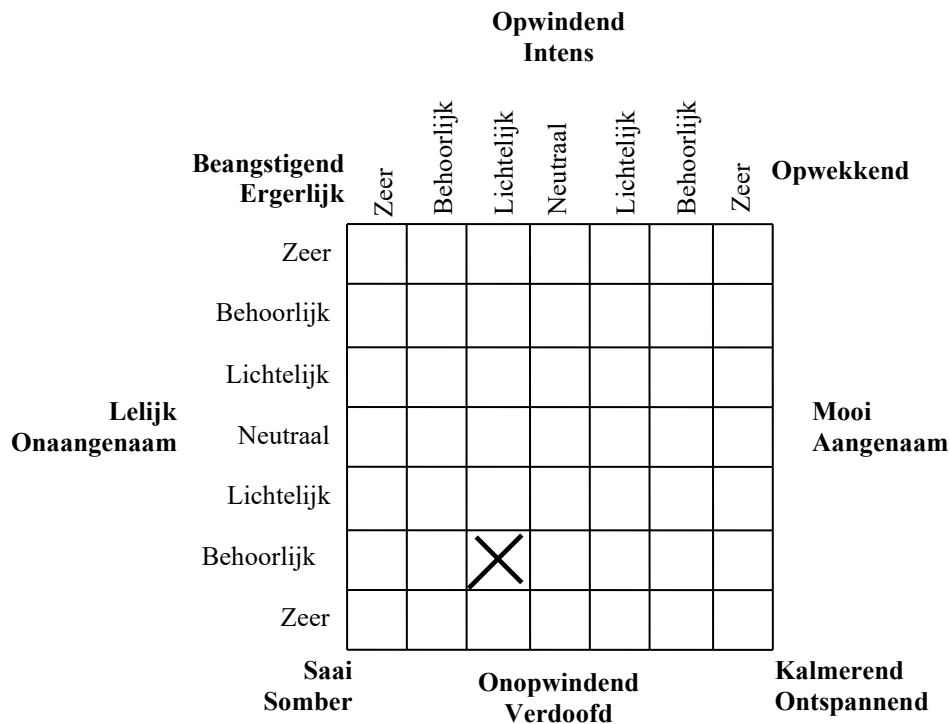 Opwindend
Intens
Beangstigend
Ergerlijk
Zeer
Behoorlijk
Lichtelijk
Neutraal
Lichtelijk
Behoorlijk
Zeer
Opwekkend
Zeer
Behoorlijk
Lichtelijk
Lelijk
Onaangenaam
Neutraal
Mooi
Aangenaam
Lichtelijk
Behoorlijk
Zeer
Saai
Somber
Onopwindend
Verdoofd
Kalmerend
Ontspannend